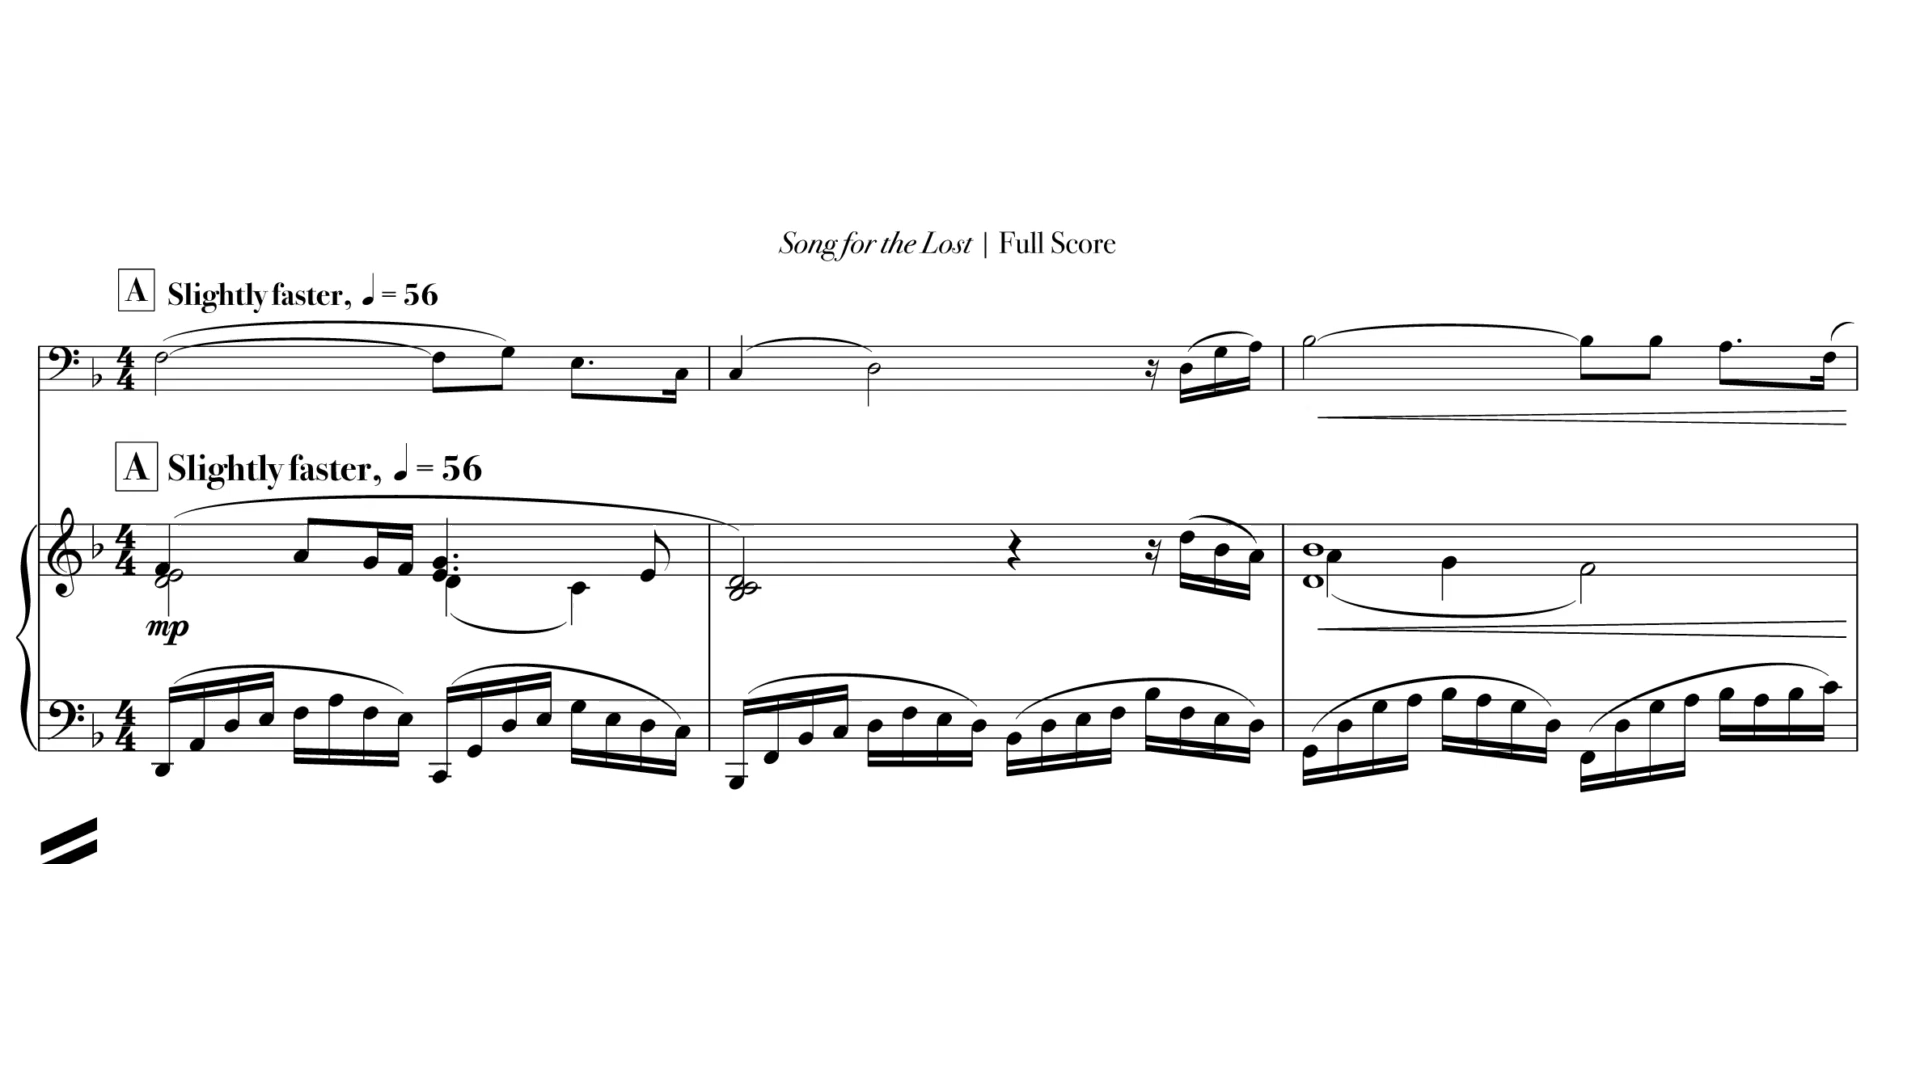 Song for the Lost | Full Score
A Slightly faster, ♩ = 56
A Slightly faster, ♩ = 56
mp